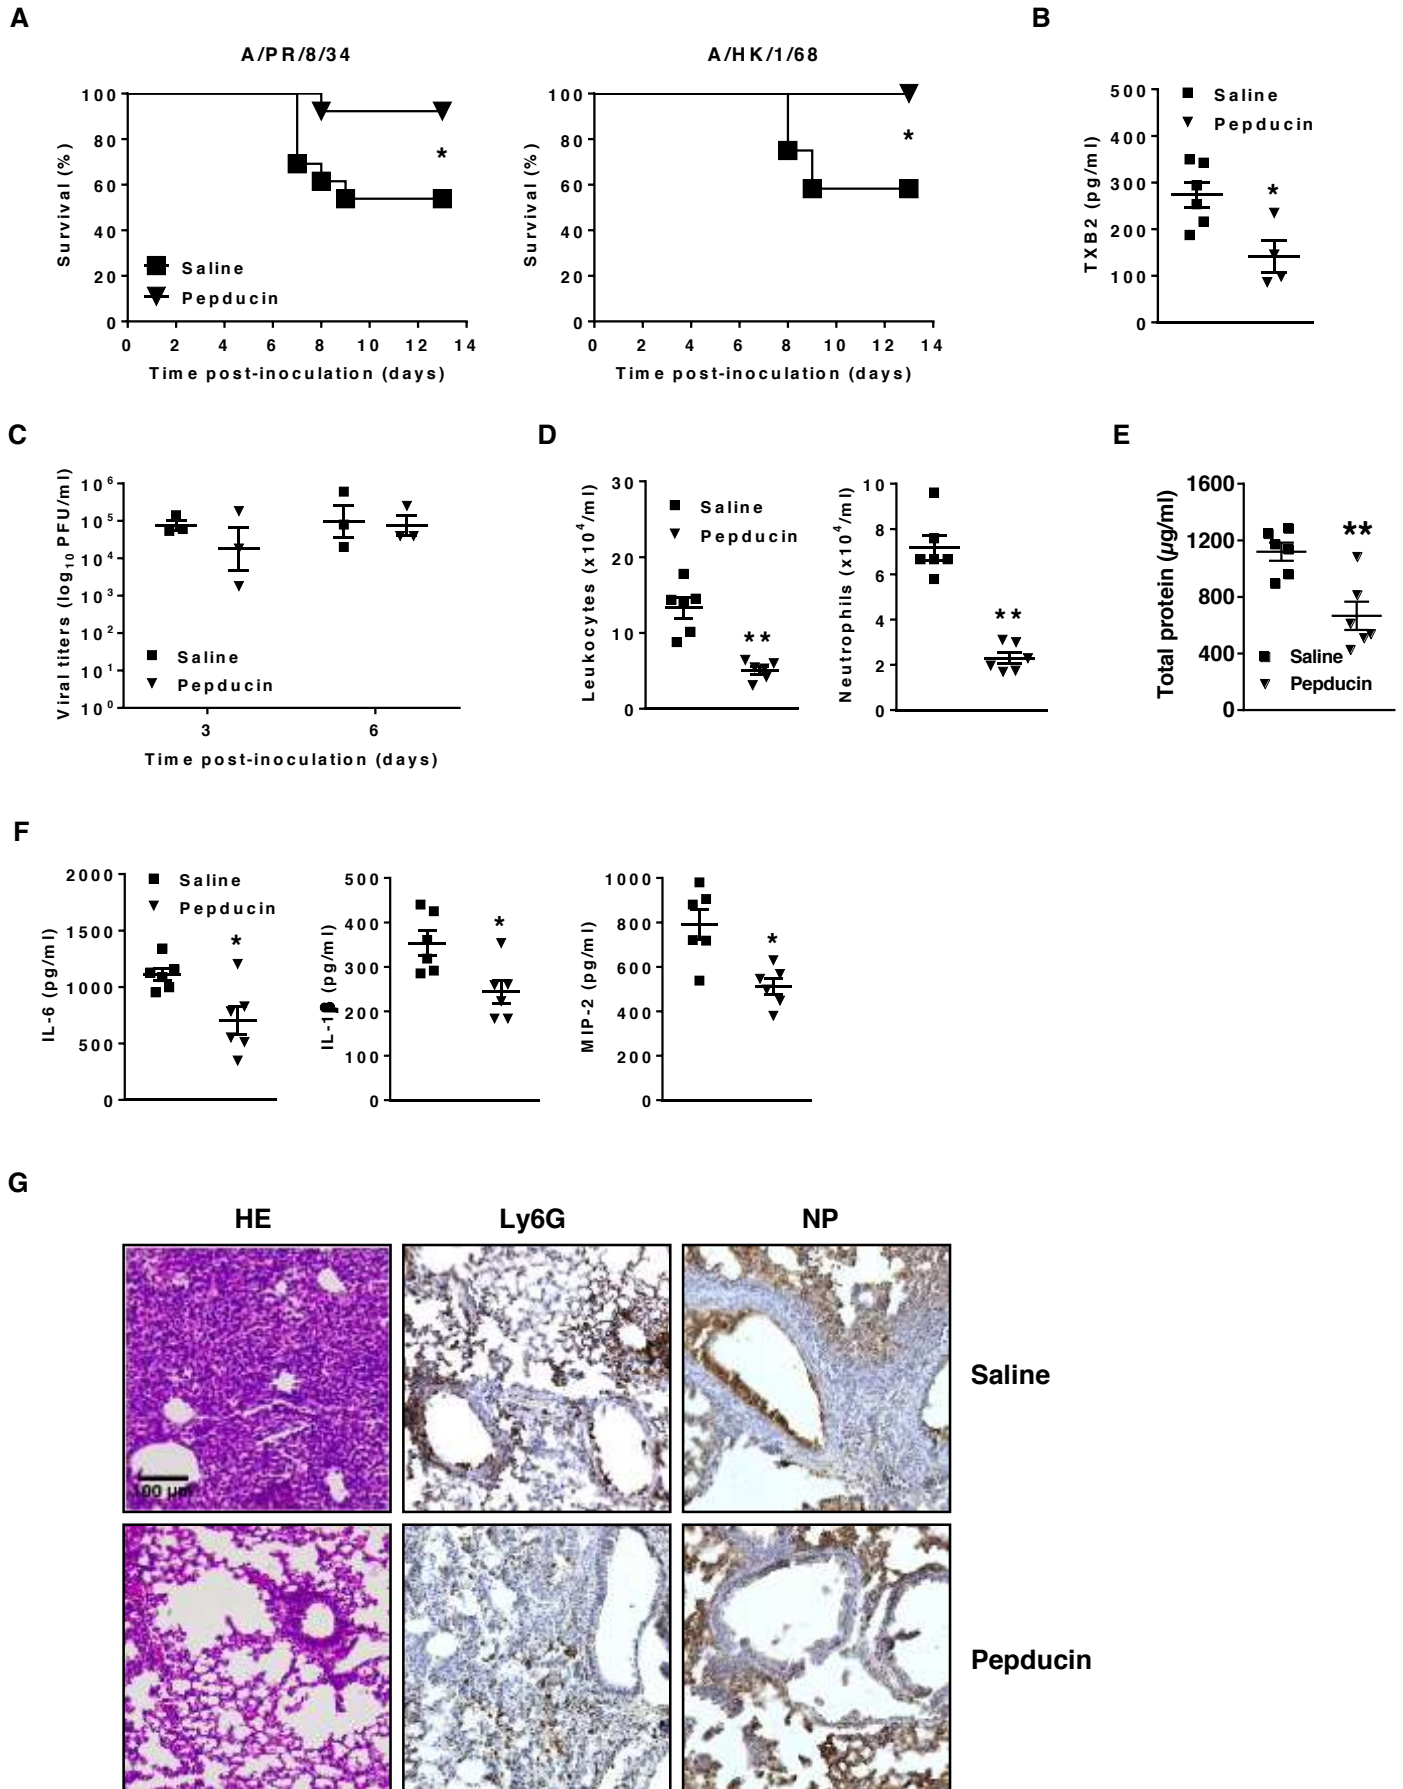 A
B
A/PR/8/34
A/HK/1/68
Survival (%)
100
80
60
40
20
0
Saline
Pepducin
*
0 2 4 6 8 10 12 14
Time post-inoculation (days)
Survival (%)
100
80
60
40
20
0
*
0 2 4 6 8 10 12 14
Time post-inoculation (days)
TXB2 (pg/ml)
500
400
300
200
100
0
Saline
Pepducin
*
C
D
E
Viral titers (log10 PFU/ml)
10^6
10^5
10^4
10^3
10^2
10^1
10^0
Saline
Pepducin
3 6
Time post-inoculation (days)
Leukocytes (x10^4/ml)
30
20
10
0
Saline
Pepducin
**
Neutrophils (x10^4/ml)
10
8
6
4
2
0
**
Total protein (µg/ml)
1600
1200
800
400
0
**
Saline
Pepducin
F
IL-6 (pg/ml)
2000
1500
1000
500
0
Saline
Pepducin
*
IL-1β (pg/ml)
500
400
300
200
100
0
*
MIP-2 (pg/ml)
1000
800
600
400
200
0
*
G
HE Ly6G NP
100 µm
Saline
Pepducin